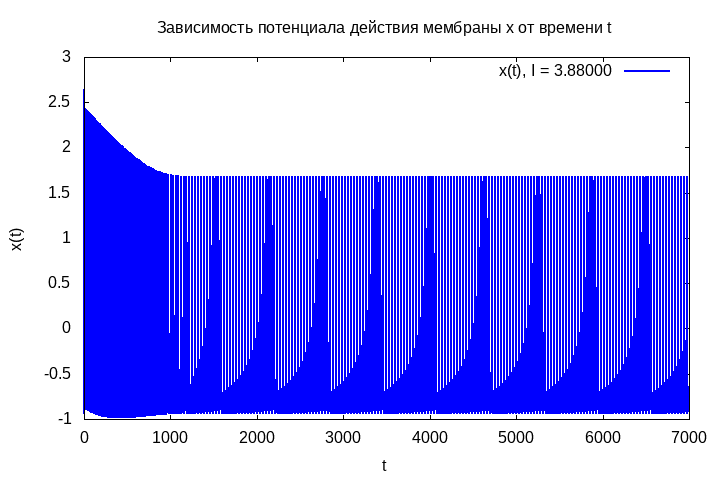 Зависимость потенциала действия мембраны x от времени t
x(t), I = 3.88000
3
2.5
2
1.5
1
0.5
0
-0.5
-1
x(t)
0 1000 2000 3000 4000 5000 6000 7000
t